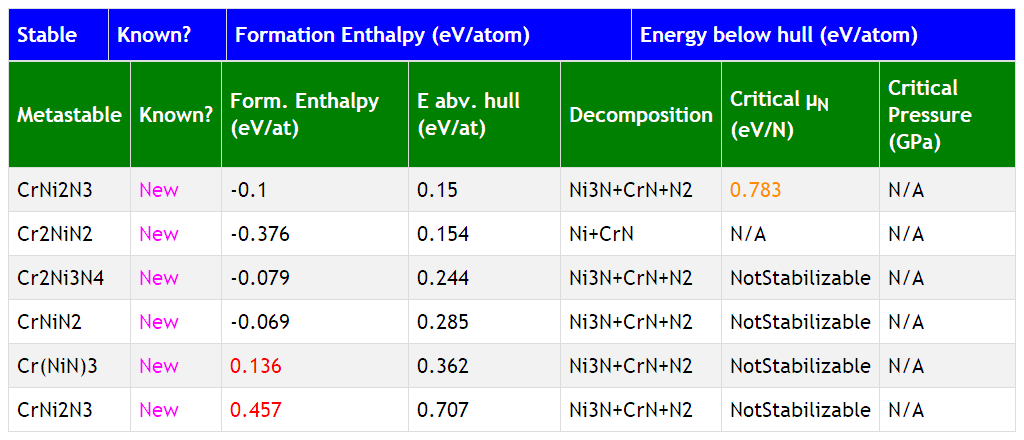 Stable Known? Formation Enthalpy (eV/atom) Energy below hull (eV/atom)
Metastable Known? Form. Enthalpy (eV/at) E abv. hull (eV/at) Decomposition Critical μN (eV/N) Critical Pressure (GPa)
CrNi2N3 New -0.1 0.15 Ni3N+CrN+N2 0.783 N/A
Cr2NiN2 New -0.376 0.154 Ni+CrN N/A N/A
Cr2Ni3N4 New -0.079 0.244 Ni3N+CrN+N2 NotStabilizable N/A
CrNiN2 New -0.069 0.285 Ni3N+CrN+N2 NotStabilizable N/A
Cr(NiN)3 New 0.136 0.362 Ni3N+CrN+N2 NotStabilizable N/A
CrNi2N3 New 0.457 0.707 Ni3N+CrN+N2 NotStabilizable N/A